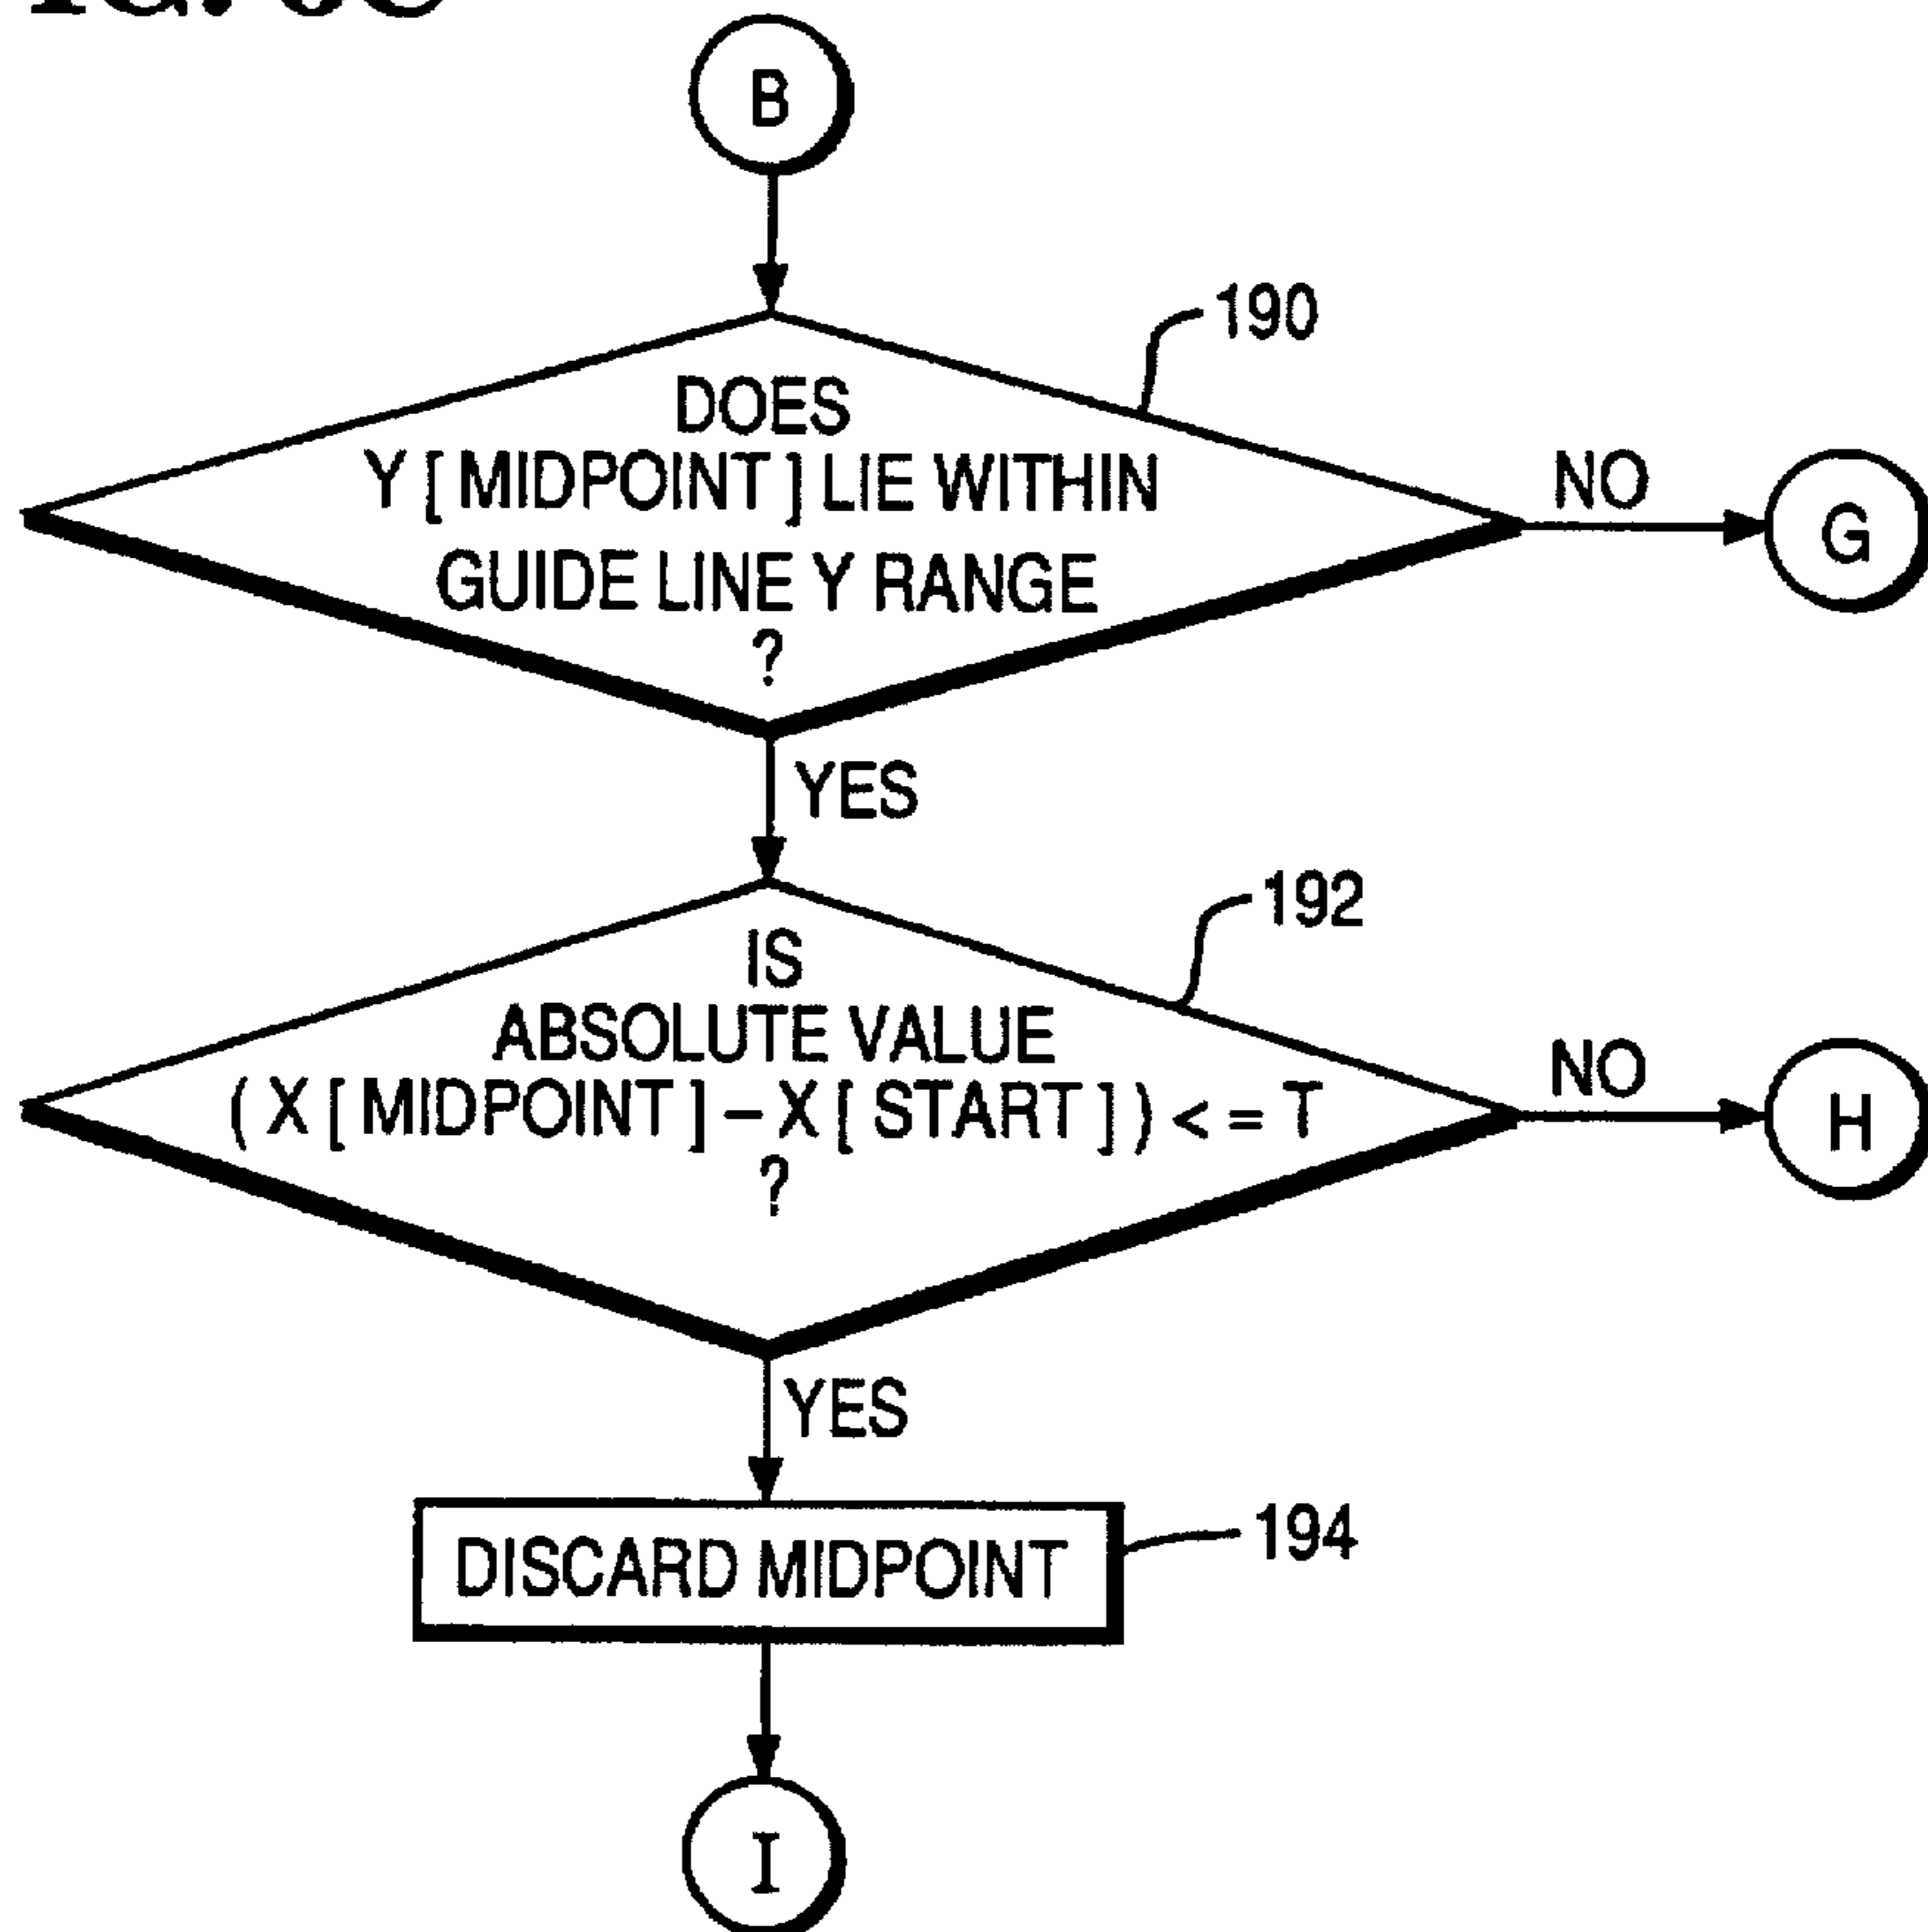 B
190
DOES
Y [ MIDPOINT ] LIE WITHIN
GUIDE LINE Y RANGE
?
NO
G
YES
192
IS
ABSOLUTE VALUE
( X [ MIDPOINT ] – X [ START ] ) < = T
?
NO
H
YES
DISCARD MIDPOINT
194
I